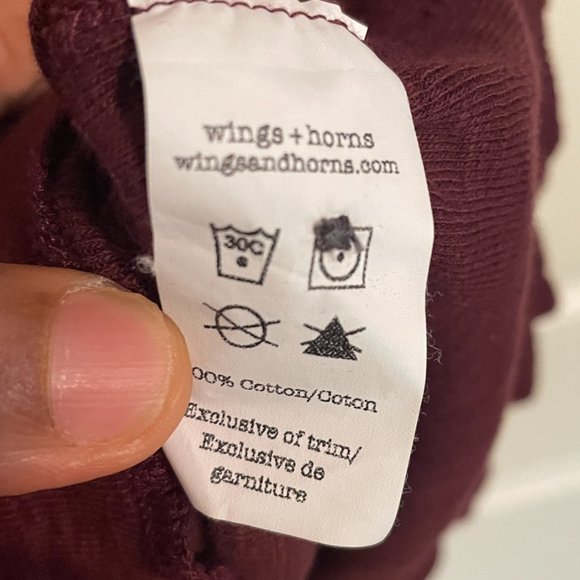 wings+horns
wingsandhorns.com
30C
00% Cotton/Coton
Exclusive of trim/
Exclusive de
garniture